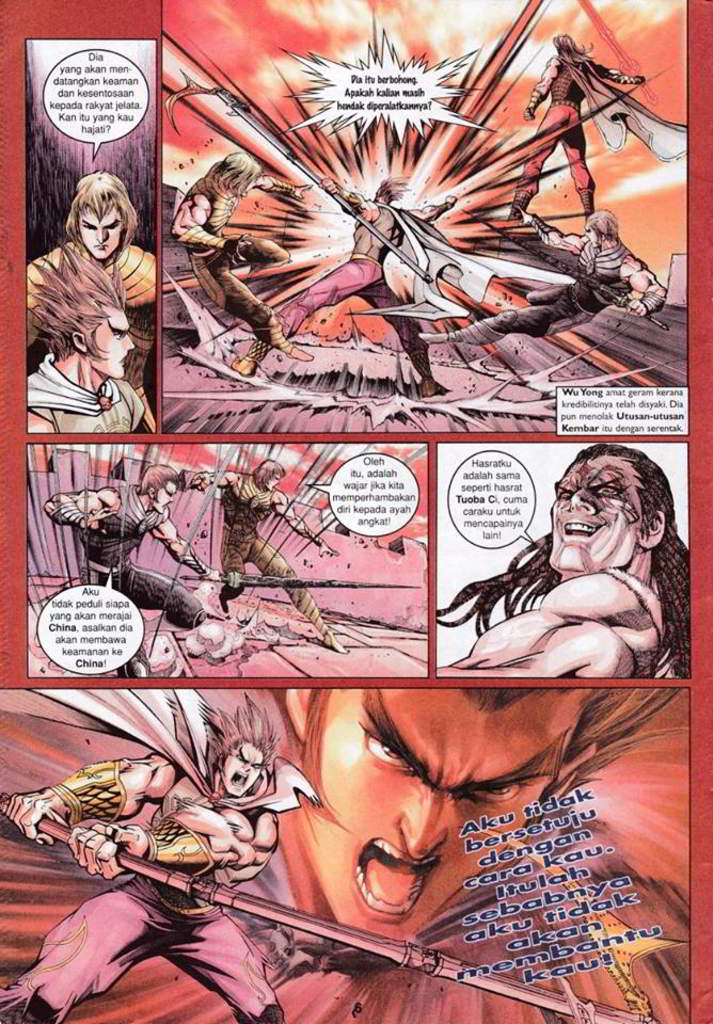 Dia
yang akan men-
datangkan keaman
dan kesentosaan
kepada rakyat jelata.
Kan itu yang kau
hajati?
Dia itu berbohong.
Apakah kalian masih
hendak diperalatkannya?
Wu Yong amat geram kerana
kredibilitinya telah disyaki. Dia
pun menolak Utusan-utusan
Kembar itu dengan serentak.
Oleh
itu, adalah
wajar jika kita
memperhambakan
diri kepada ayah
angkat!
Aku
tidak peduli siapa
yang akan merajai
China, asalkan dia
akan membawa
keamanan ke
China!
Hasratku
adalah sama
seperti hasrat
Tuoba Ci, cuma
caraku untuk
mencapainya
lain!
Aku tidak
bersetuju
dengan
cara kau.
Itulah
sebabnya
aku tidak
akan
membantu
kau!
6